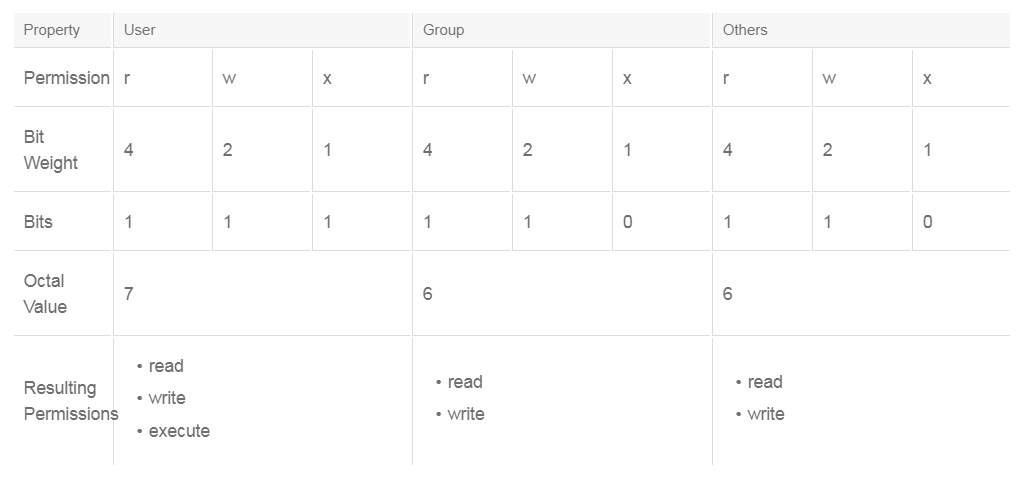 Property User Group Others
Permission r w x r w x r w x
Bit
Weight
4 2 1 4 2 1 4 2 1
Bits 1 1 1 1 1 0 1 1 0
Octal
Value
7 6 6
Resulting
Permissions
• read
• write
• execute
• read
• write
• read
• write